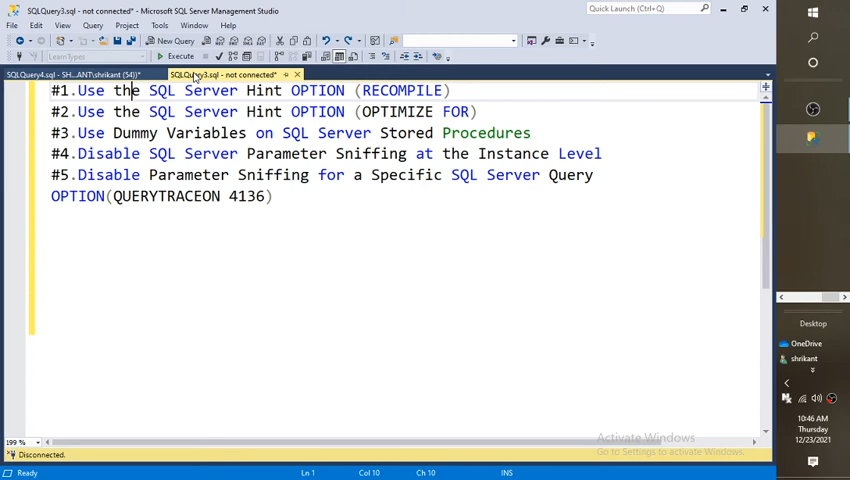 SQLQuery3.sql - not connected* - Microsoft SQL Server Management Studio
Quick Launch (Ctrl+Q)
File Edit View Query Project Tools Window Help
New Query
Execute
LearnTypes
SQLQuery4.sql - SH...ANT\shrikant (54))*
SQLQuery3.sql - not connected*
#1.Use the SQL Server Hint OPTION (RECOMPILE)
#2.Use the SQL Server Hint OPTION (OPTIMIZE FOR)
#3.Use Dummy Variables on SQL Server Stored Procedures
#4.Disable SQL Server Parameter Sniffing at the Instance Level
#5.Disable Parameter Sniffing for a Specific SQL Server Query
OPTION(QUERYTRACEON 4136)
199 %
Disconnected.
Ready
Ln 1
Col 10
Ch 10
INS
Activate Windows
Go to Settings to activate Windows.
Desktop
OneDrive
shrikant
10:46 AM
Thursday
12/23/2021